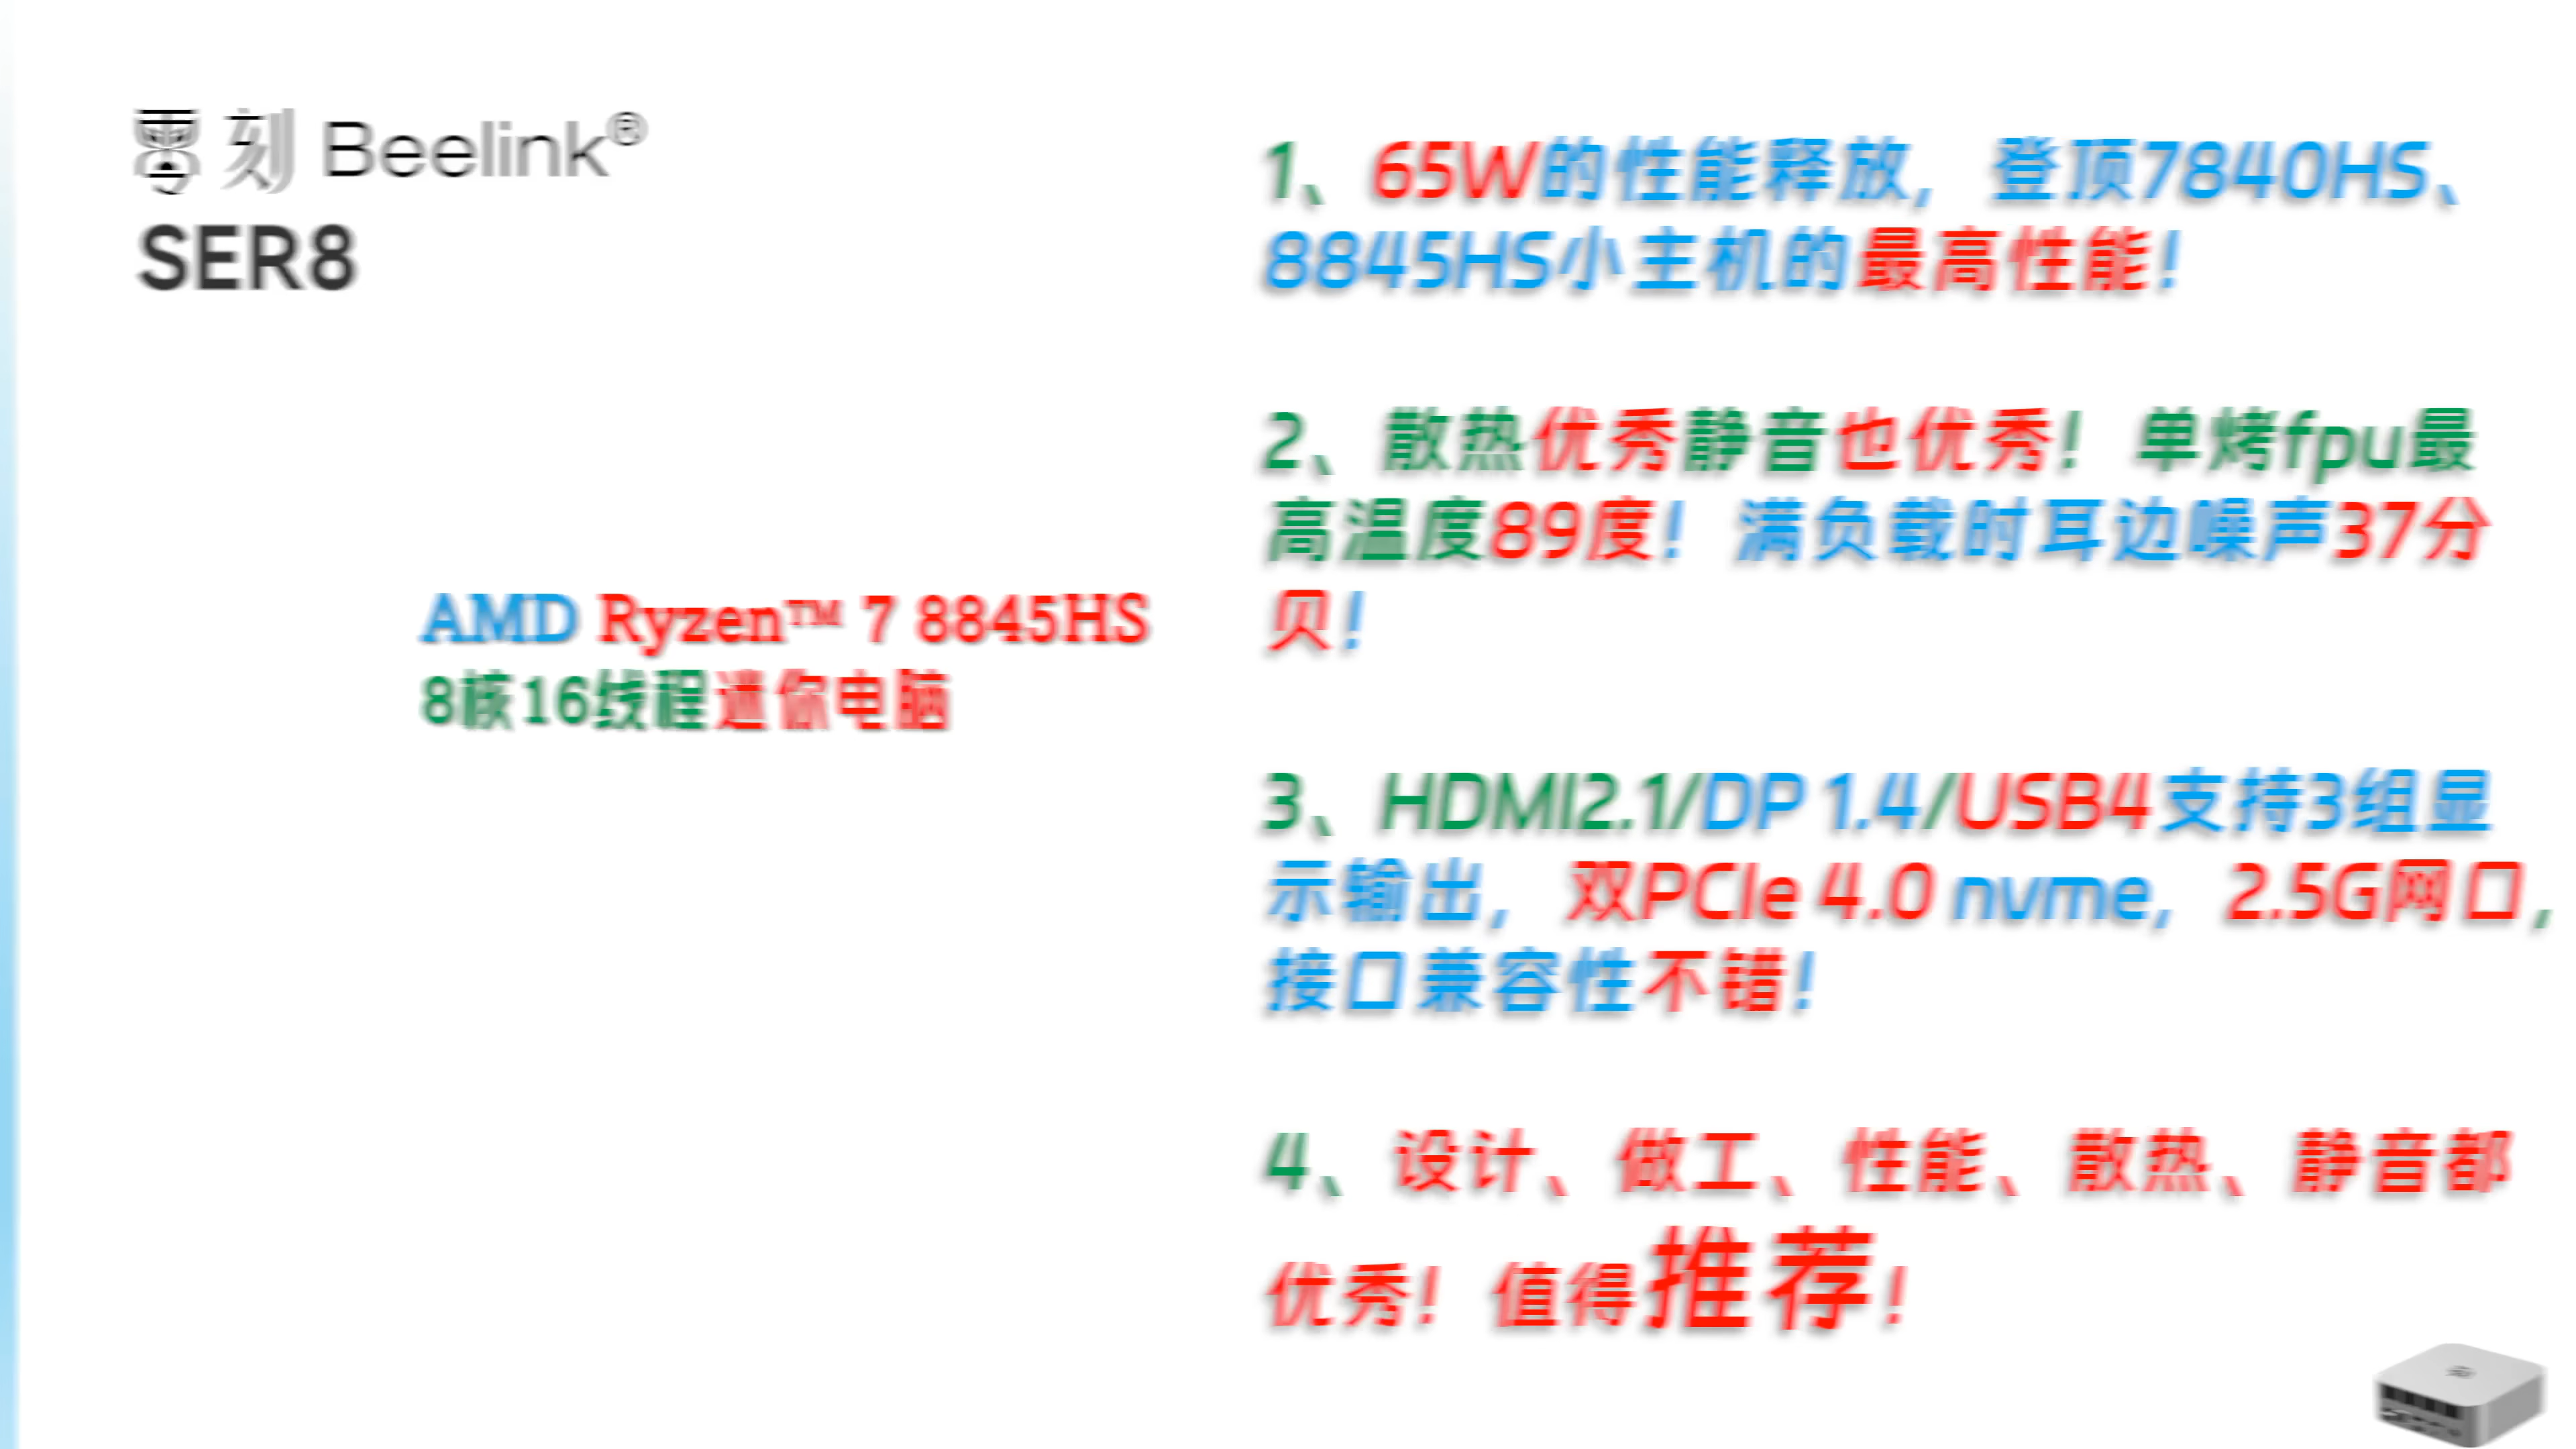 零刻 Beelink®
SER8
AMD Ryzen™ 7 8845HS
8核16线程迷你电脑
1、65W的性能释放，登顶7840HS、
8845HS小主机的最高性能！
2、散热优秀静音也优秀！单烤fpu最
高温度89度！满负载时耳边噪声37分
贝！
3、HDMI2.1/DP 1.4/USB4支持3组显
示输出，双PCIe 4.0 nvme，2.5G网口，
接口兼容性不错！
4、设计、做工、性能、散热、静音都
优秀！值得推荐！